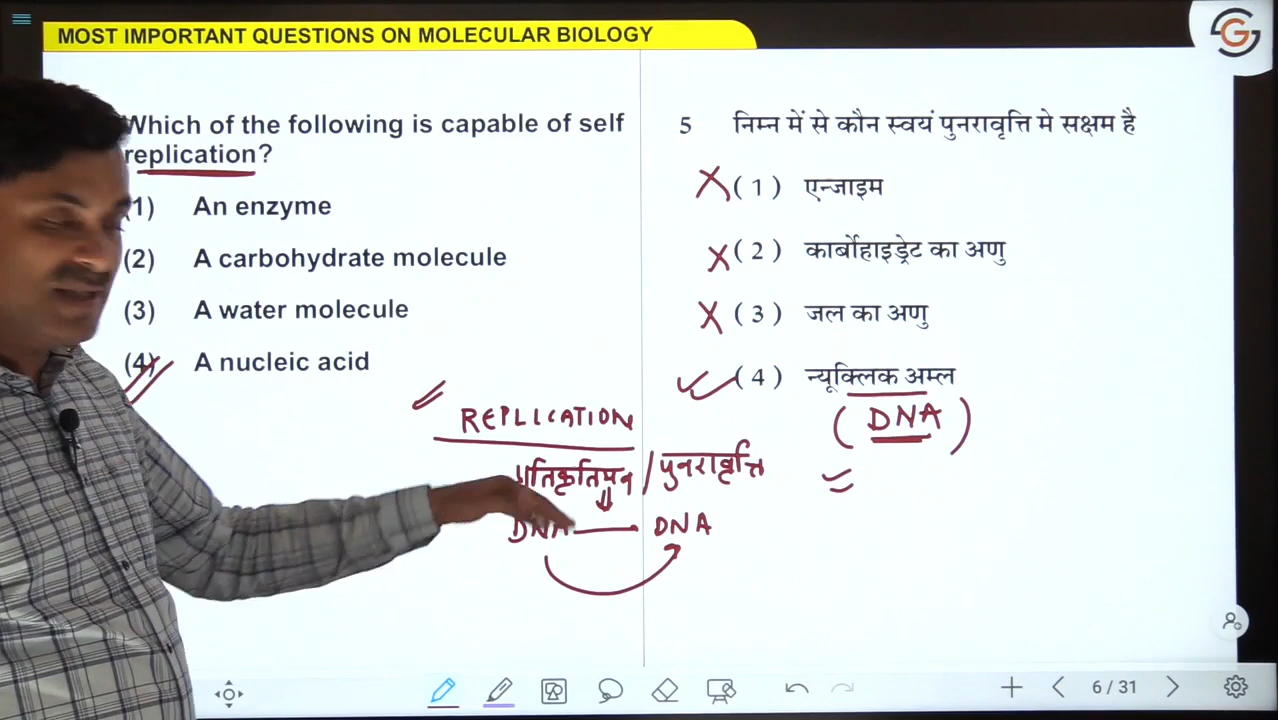 MOST IMPORTANT QUESTIONS ON MOLECULAR BIOLOGY
Which of the following is capable of self
replication?
(1) An enzyme
(2) A carbohydrate molecule
(3) A water molecule
(4) A nucleic acid
5 निम्न में से कौन स्वयं पुनरावृत्ति मे सक्षम है
(1) एन्जाइम
(2) कार्बोहाइड्रेट का अणु
(3) जल का अणु
(4) न्यूक्लिक अम्ल
(DNA)
REPLICATION
/पुनरावृत्ति
DNA — DNA
6 / 31